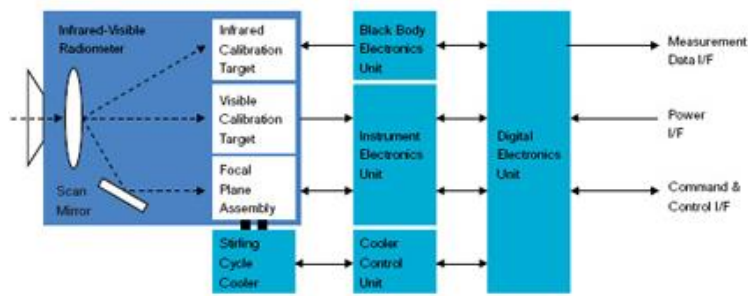 Infrared-Visible
Radiometer
Infrared
Calibration
Target
Visible
Calibration
Target
Focal
Plane
Assembly
Scan
Mirror
Stirling
Cycle
Cooler
Black Body
Electronics
Unit
Instrument
Electronics
Unit
Cooler
Control
Unit
Digital
Electronics
Unit
Measurement
Data I/F
Power
I/F
Command &
Control I/F